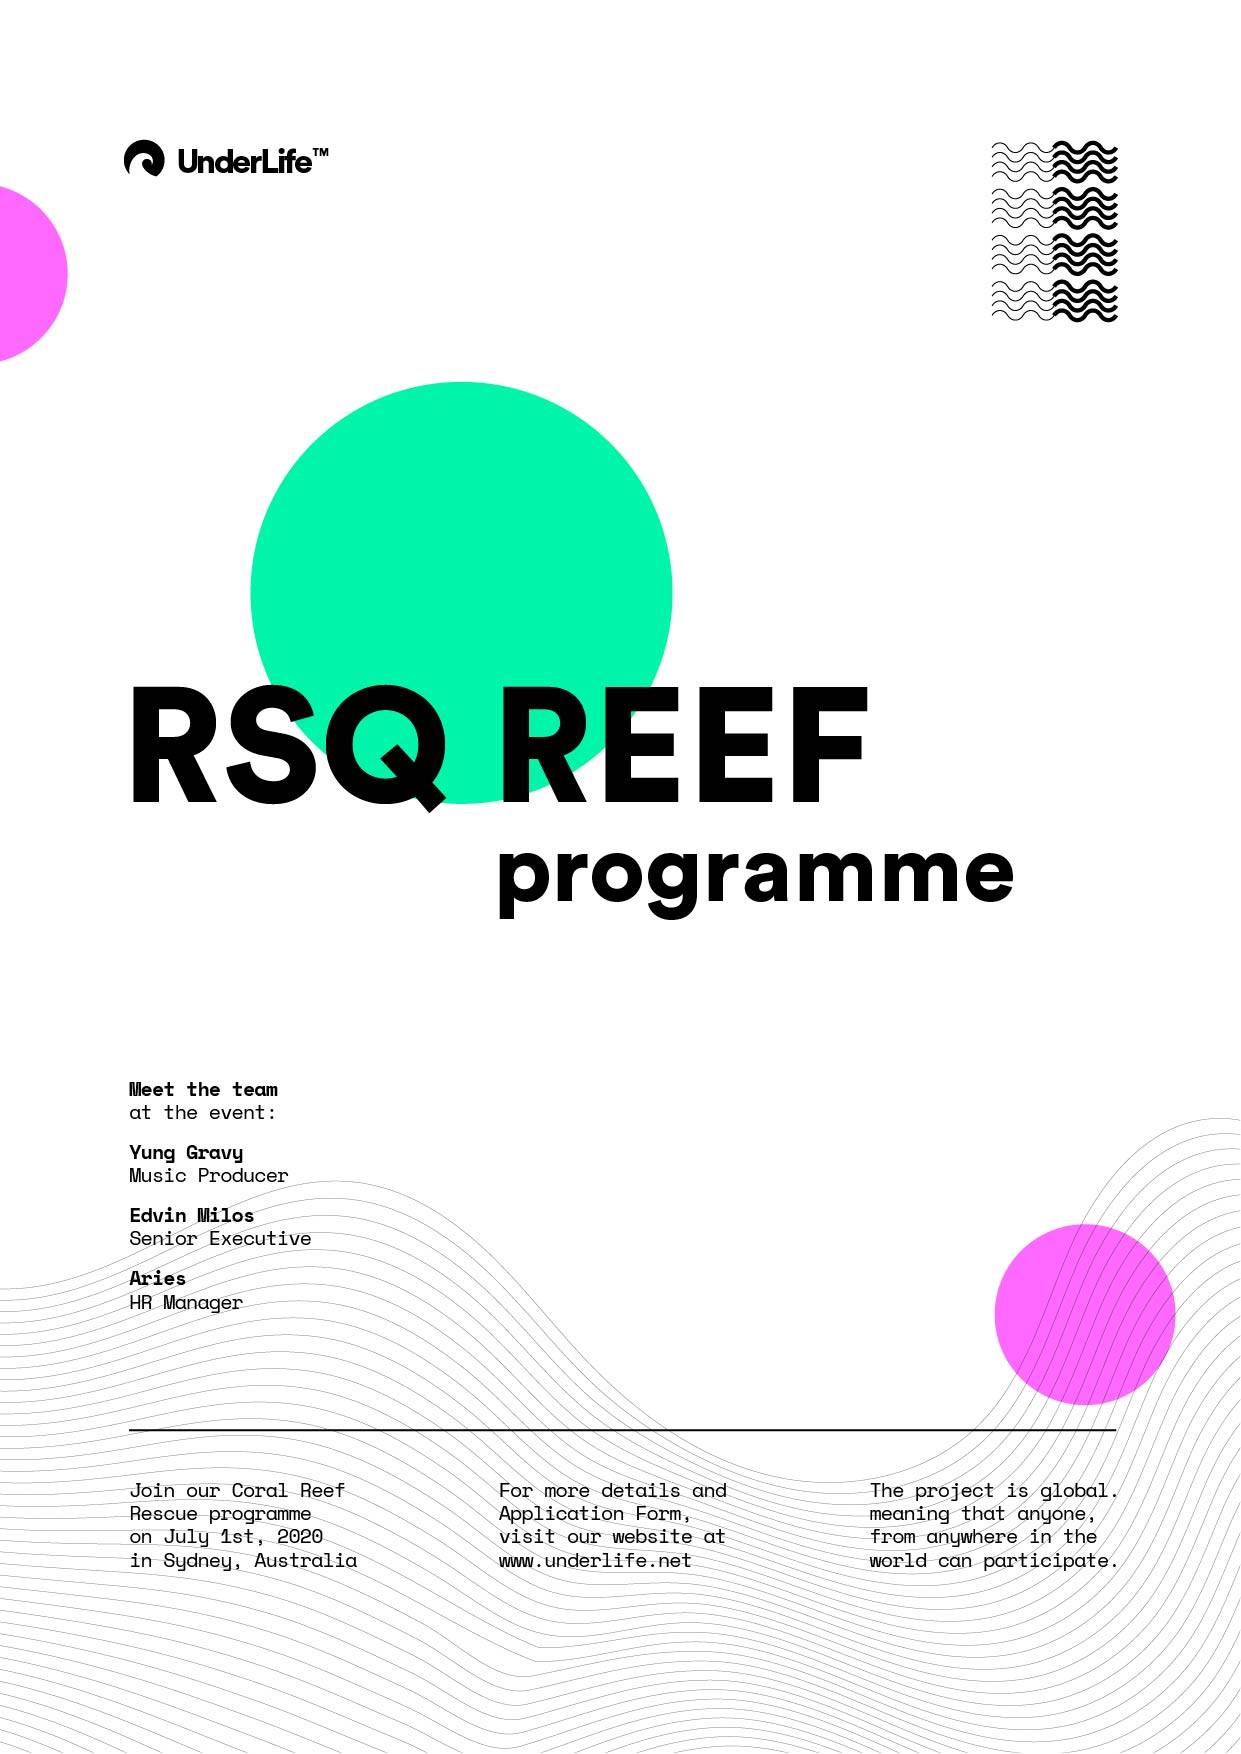 UnderLife™
RSQ REEF
programme
Meet the team
at the event:
Yung Gravy
Music Producer
Edvin Milos
Senior Executive
Aries
HR Manager
Join our Coral Reef
Rescue programme
on July 1st, 2020
in Sydney, Australia
For more details and
Application Form,
visit our website at
www.underlife.net
The project is global.
meaning that anyone,
from anywhere in the
world can participate.